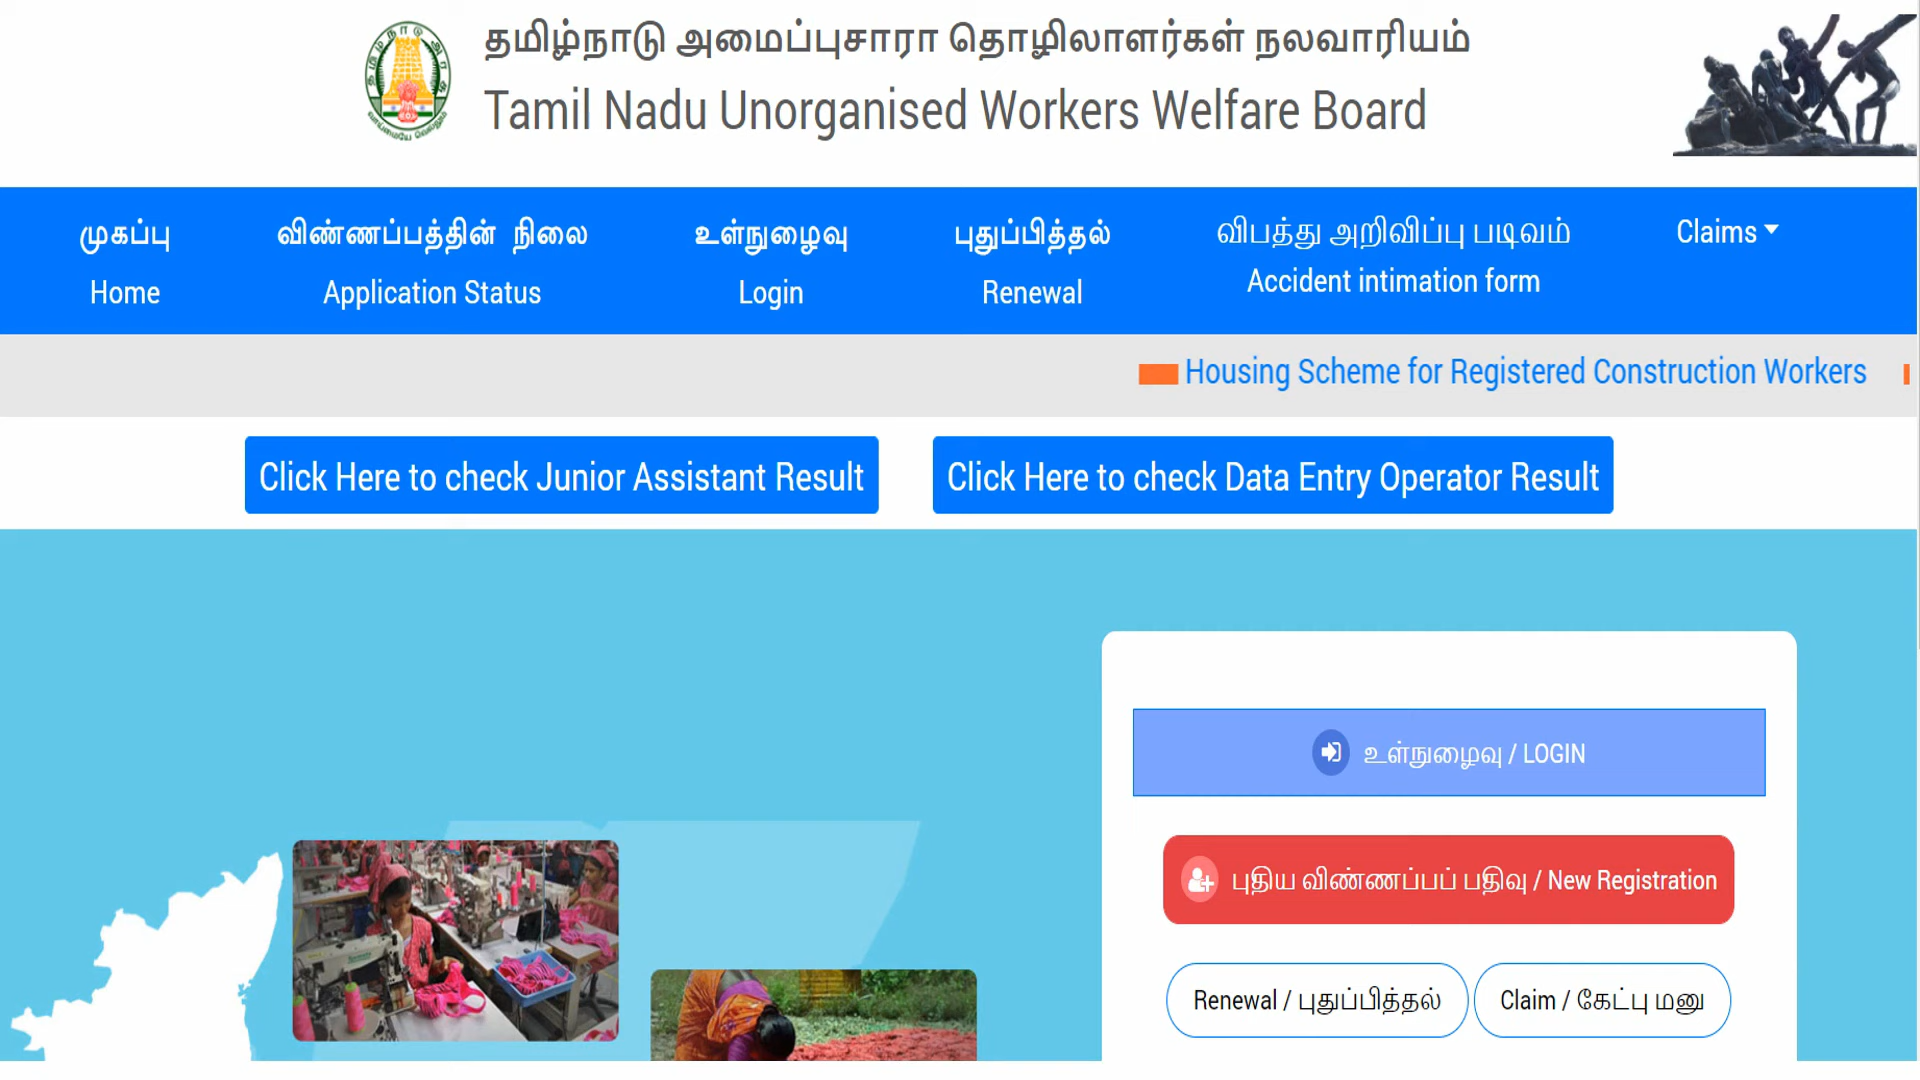 தமிழ்நாடு அமைப்புசாரா தொழிலாளர்கள் நலவாரியம்
Tamil Nadu Unorganised Workers Welfare Board
முகப்பு
Home
விண்ணப்பத்தின் நிலை
Application Status
உள்நுழைவு
Login
புதுப்பித்தல்
Renewal
விபத்து அறிவிப்பு படிவம்
Accident intimation form
Claims
Housing Scheme for Registered Construction Workers
Click Here to check Junior Assistant Result
Click Here to check Data Entry Operator Result
உள்நுழைவு / LOGIN
புதிய விண்ணப்பப் பதிவு / New Registration
Renewal / புதுப்பித்தல்
Claim / கேட்பு மனு